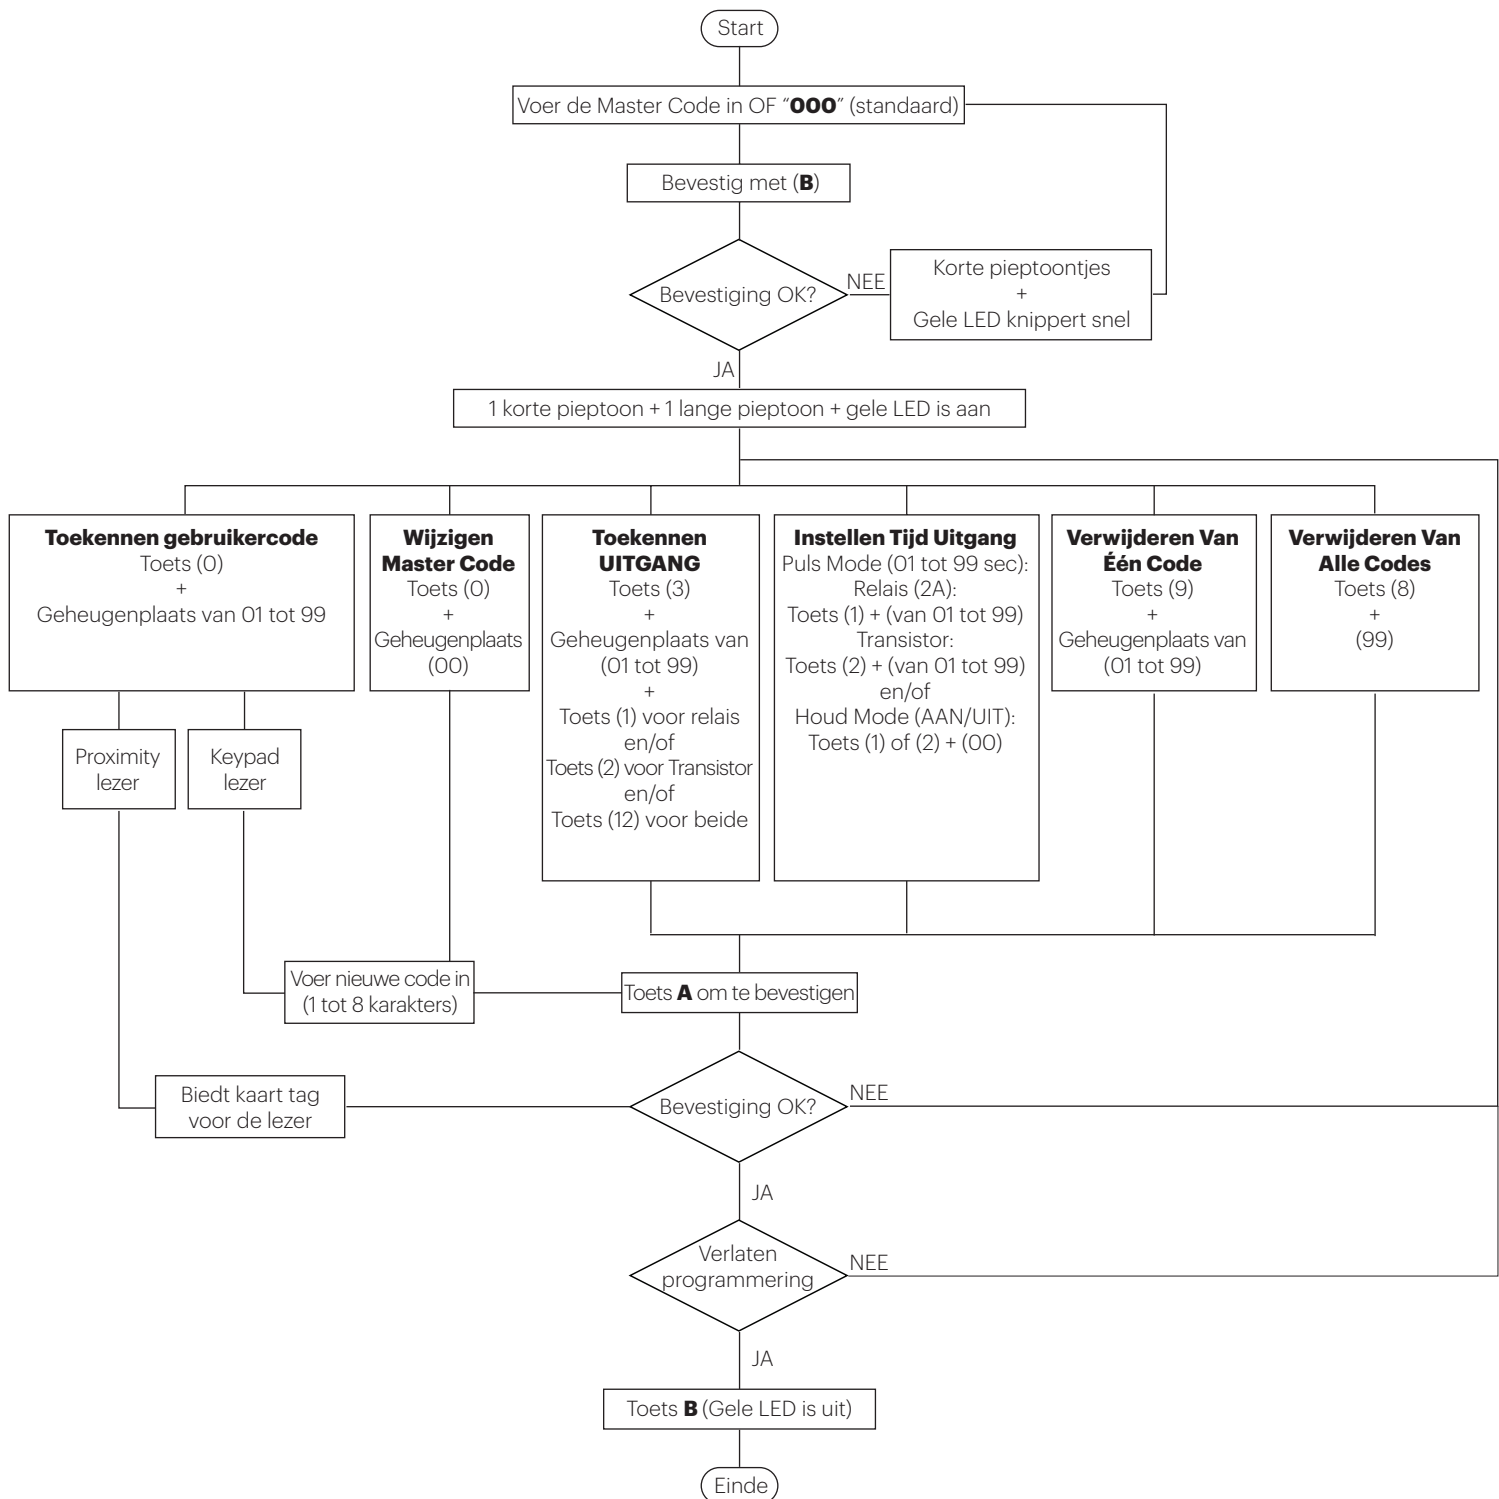 Start
Voer de Master Code in OF "000" (standaard)
Bevestig met (B)
Bevestiging OK?
NEE
Korte pieptoontjes
+
Gele LED knippert snel
JA
1 korte pieptoon + 1 lange pieptoon + gele LED is aan
Toekennen gebruikercode
Toets (0)
+
Geheugenplaats van 01 tot 99
Wijzigen
Master Code
Toets (0)
+
Geheugenplaats
(00)
Toekennen
UITGANG
Toets (3)
+
Geheugenplaats van
(01 tot 99)
+
Toets (1) voor relais
en/of
Toets (2) voor Transistor
en/of
Toets (12) voor beide
Instellen Tijd Uitgang
Puls Mode (01 tot 99 sec):
Relais (2A):
Toets (1) + (van 01 tot 99)
Transistor:
Toets (2) + (van 01 tot 99)
en/of
Houd Mode (AAN/UIT):
Toets (1) of (2) + (00)
Verwijderen Van
Één Code
Toets (9)
+
Geheugenplaats van
(01 tot 99)
Verwijderen Van
Alle Codes
Toets (8)
+
(99)
Proximity
lezer
Keypad
lezer
Voer nieuwe code in
(1 tot 8 karakters)
Toets A om te bevestigen
Biedt kaart tag
voor de lezer
Bevestiging OK?
NEE
JA
Verlaten
programmering
NEE
JA
Toets B (Gele LED is uit)
Einde